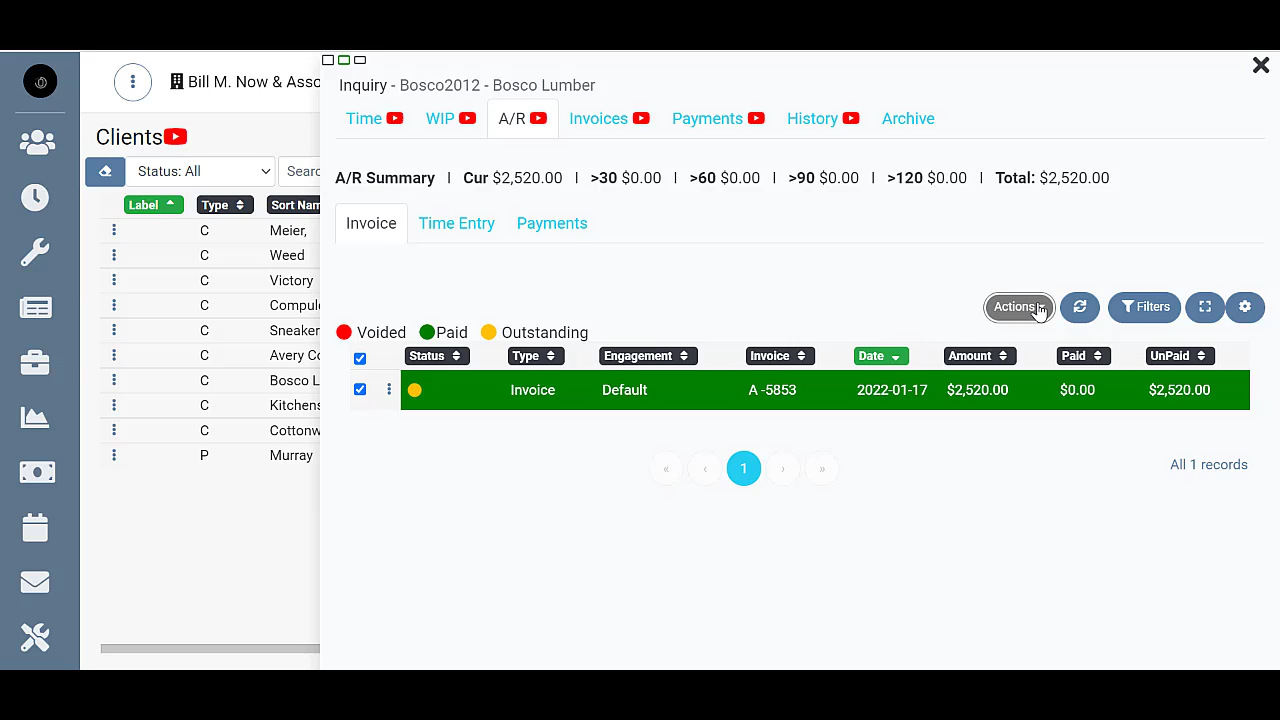 Bill M. Now & Asso
Clients
Status: All
Searc
Label Type Sort Nam
C Meier,
C Weed
C Victory
C Compule
C Sneaker
C Avery Co
C Bosco L
C Kitchens
C Cottonw
P Murray
Inquiry - Bosco2012 - Bosco Lumber
Time WIP A/R Invoices Payments History Archive
A/R Summary | Cur $2,520.00 | >30 $0.00 | >60 $0.00 | >90 $0.00 | >120 $0.00 | Total: $2,520.00
Invoice Time Entry Payments
Actions Filters
Voided Paid Outstanding
Status Type Engagement Invoice Date Amount Paid UnPaid
Invoice Default A -5853 2022-01-17 $2,520.00 $0.00 $2,520.00
« ‹ 1 › »
All 1 records